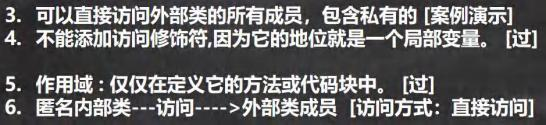 3. 可以直接访问外部类的所有成员，包含私有的 [案例演示]
4. 不能添加访问修饰符,因为它的地位就是一个局部变量。 [过]
5. 作用域 : 仅仅在定义它的方法或代码块中。 [过]
6. 匿名内部类---访问---->外部类成员 [访问方式：直接访问]